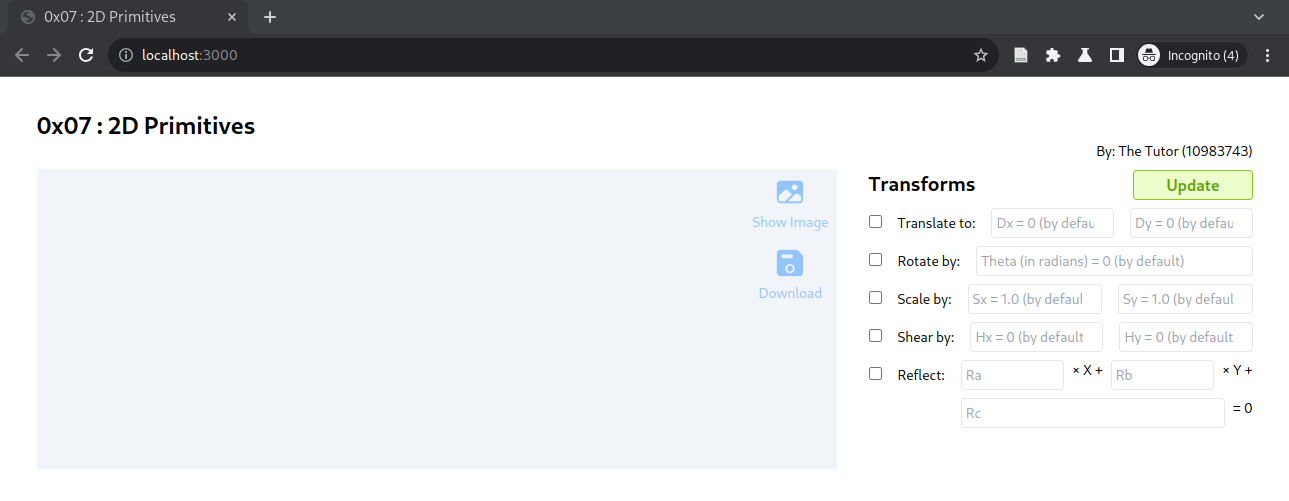 0x07 : 2D Primitives
localhost:3000
Incognito (4)
0x07 : 2D Primitives
By: The Tutor (10983743)
Show Image
Download
Transforms
Update
Translate to: Dx = 0 (by defau Dy = 0 (by defau
Rotate by: Theta (in radians) = 0 (by default)
Scale by: Sx = 1.0 (by defaul Sy = 1.0 (by defaul
Shear by: Hx = 0 (by default Hy = 0 (by default
Reflect: Ra × X + Rb × Y +
Rc = 0